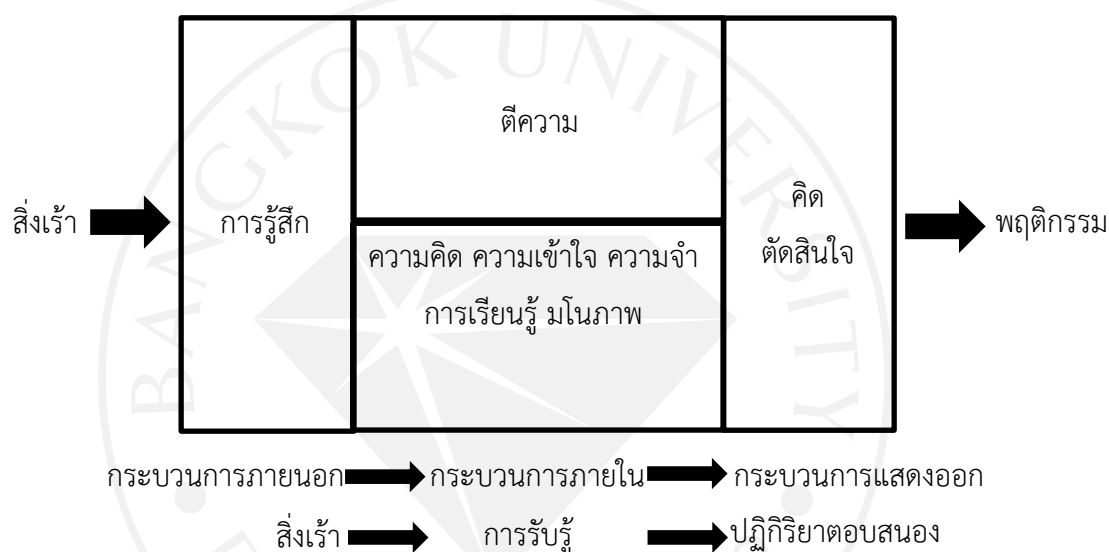 BANGKOK UNIVERSITY
ตีความ
สิ่งเร้า
การรู้สึก
คิด
ตัดสินใจ
พฤติกรรม
ความคิด ความเข้าใจ ความจำ
การเรียนรู้ มโนภาพ
กระบวนการภายนอก กระบวนการภายใน กระบวนการแสดงออก
สิ่งเร้า การรับรู้ ปฏิกิริยาตอบสนอง